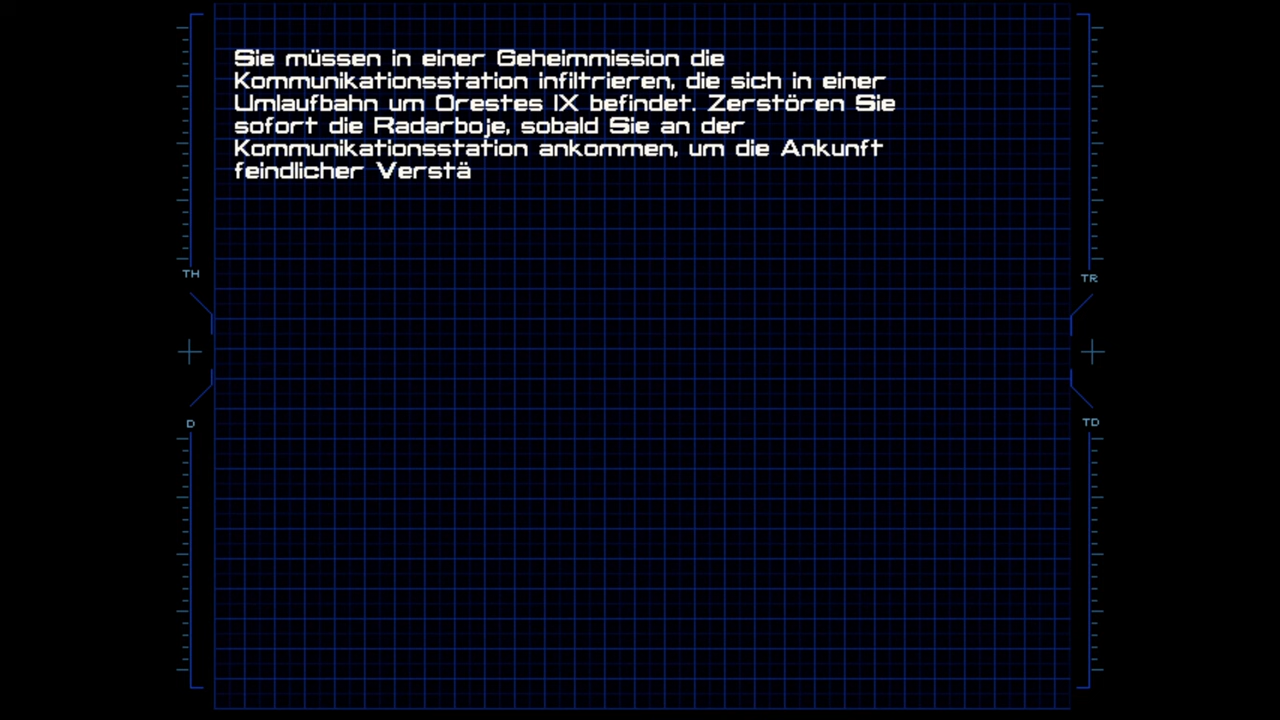 Sie müssen in einer Geheimmission die
Kommunikationsstation infiltrieren, die sich in einer
Umlaufbahn um Orestes IX befindet. Zerstören Sie
sofort die Radarboje, sobald Sie an der
Kommunikationsstation ankommen, um die Ankunft
feindlicher Verstä
TH
TR
D
TD